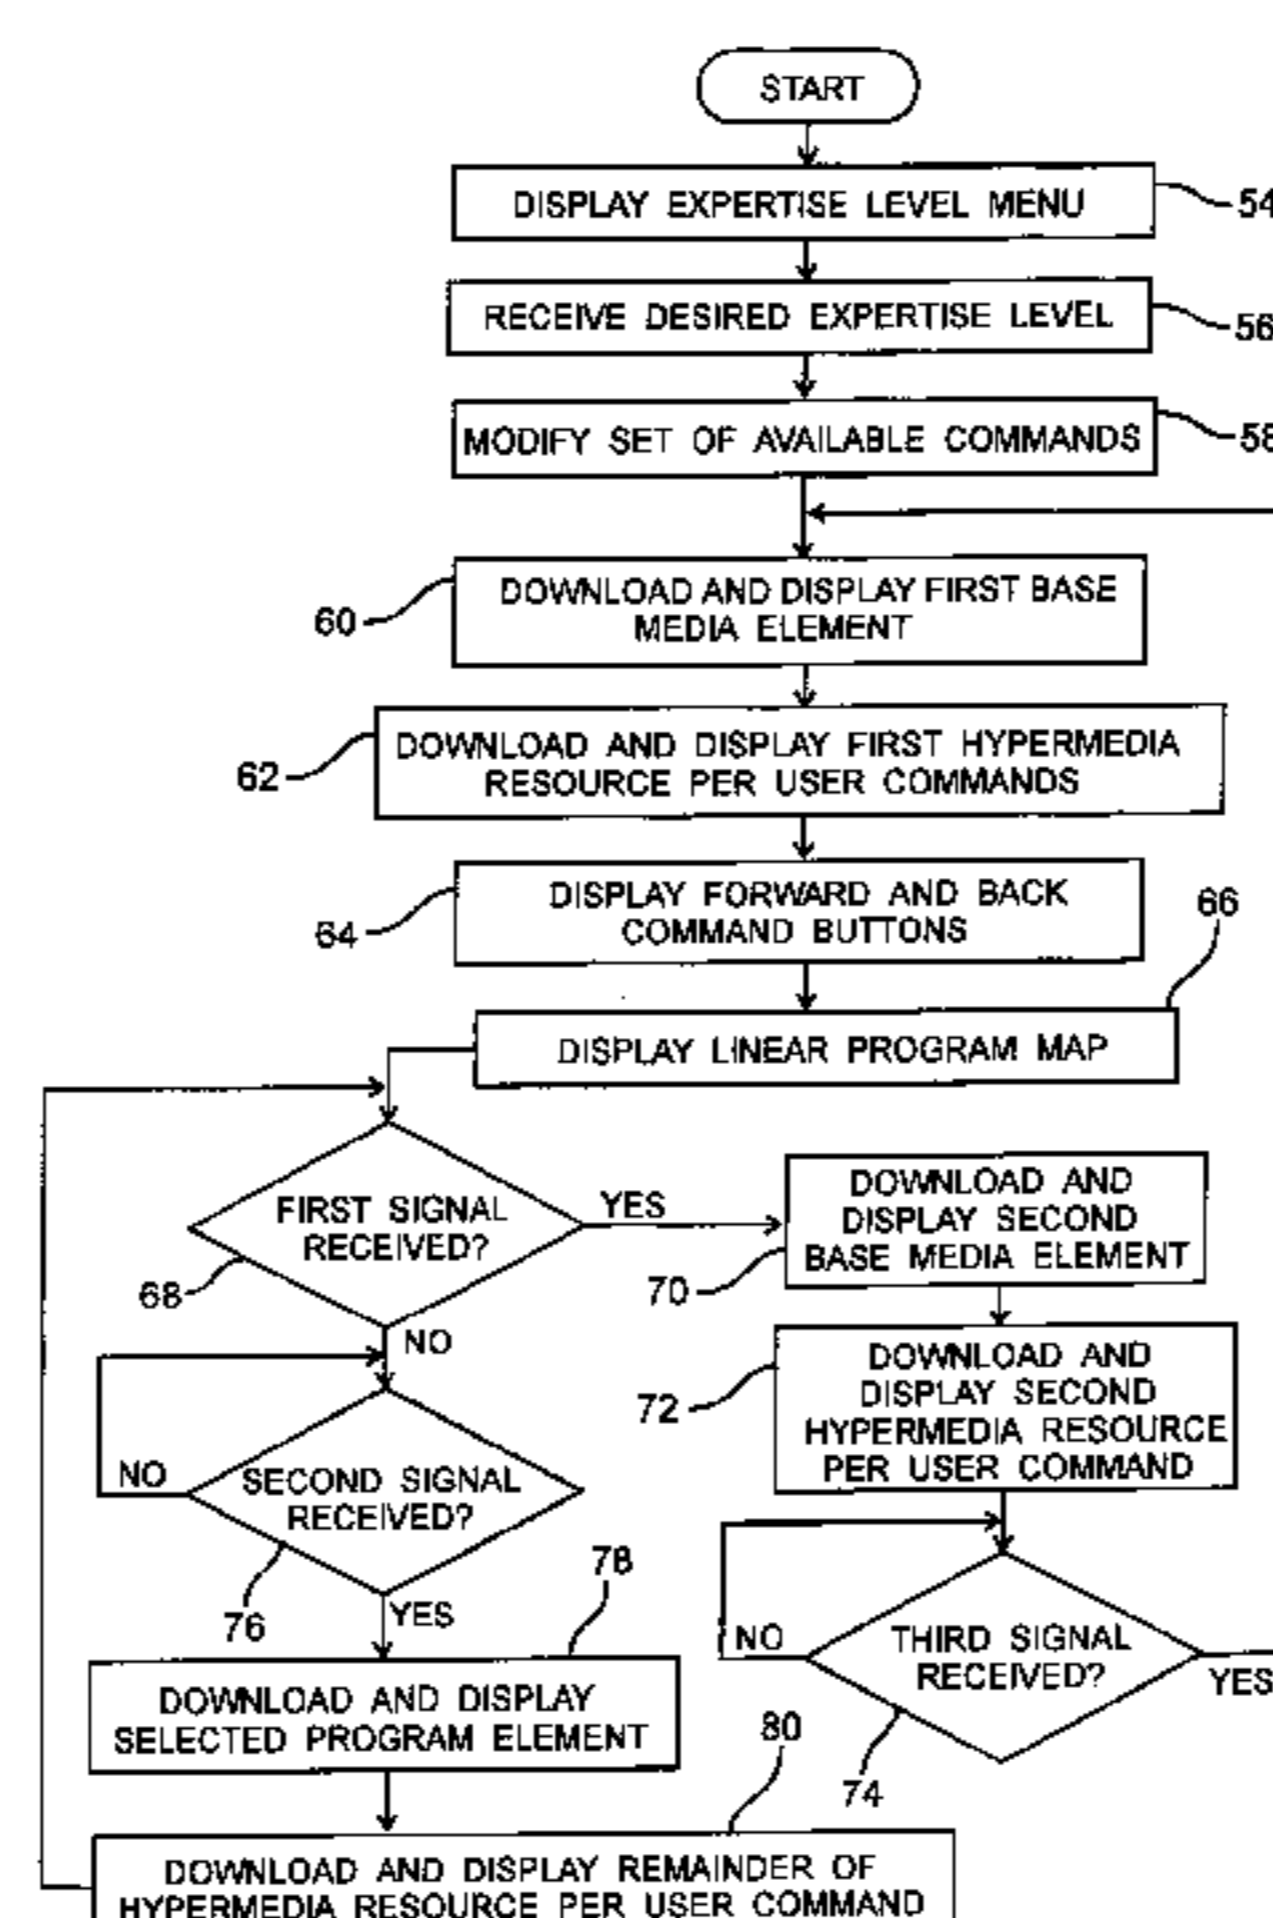 START
DISPLAY EXPERTISE LEVEL MENU
54
RECEIVE DESIRED EXPERTISE LEVEL
56
MODIFY SET OF AVAILABLE COMMANDS
58
DOWNLOAD AND DISPLAY FIRST BASE
MEDIA ELEMENT
60
DOWNLOAD AND DISPLAY FIRST HYPERMEDIA
RESOURCE PER USER COMMANDS
62
DISPLAY FORWARD AND BACK
COMMAND BUTTONS
64
66
DISPLAY LINEAR PROGRAM MAP
FIRST SIGNAL
RECEIVED?
68
YES
NO
DOWNLOAD AND
DISPLAY SECOND
BASE MEDIA ELEMENT
70
DOWNLOAD AND
DISPLAY SECOND
HYPERMEDIA RESOURCE
PER USER COMMAND
72
SECOND SIGNAL
RECEIVED?
NO
76
YES
78
THIRD SIGNAL
RECEIVED?
NO
YES
74
DOWNLOAD AND DISPLAY
SELECTED PROGRAM ELEMENT
80
DOWNLOAD AND DISPLAY REMAINDER OF
HYPERMEDIA RESOURCE PER USER COMMAND